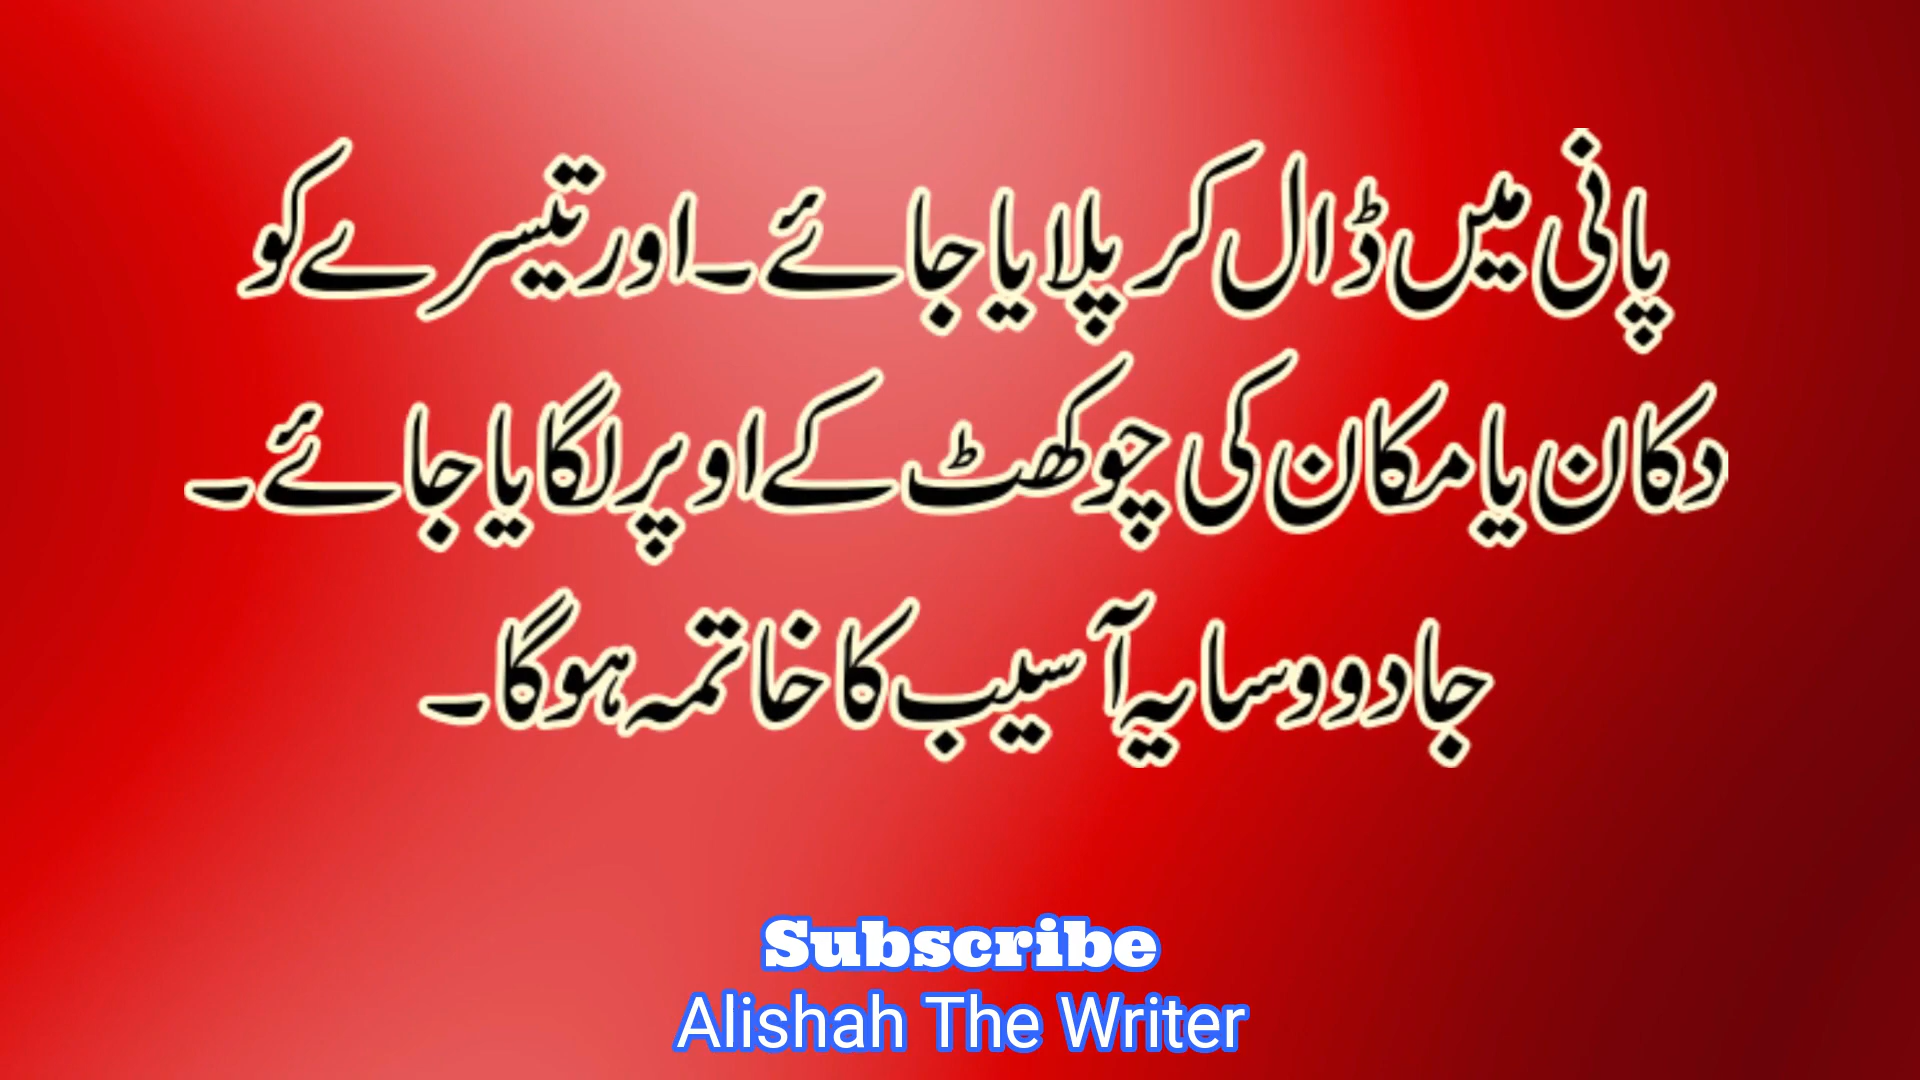 پانی میں ڈال کر پلایا جائے۔ اور تیسرے کو
دکان یا مکان کی چوکھٹ کے اوپر لگایا جائے۔
جادو و سایہ آسیب کا خاتمہ ہوگا۔
Subscribe
Alishah The Writer